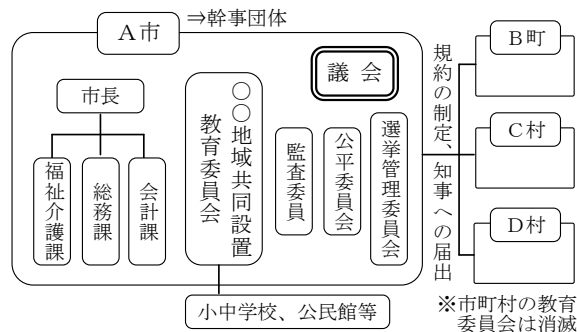 A市
⇒幹事団体
議会
市長
福祉介護課
総務課
会計課
○○地域共同設置
教育委員会
監査委員
公平委員会
選挙管理委員会
小中学校、公民館等
規約の制定、知事への届出
B町
C村
D村
※市町村の教育
委員会は消滅